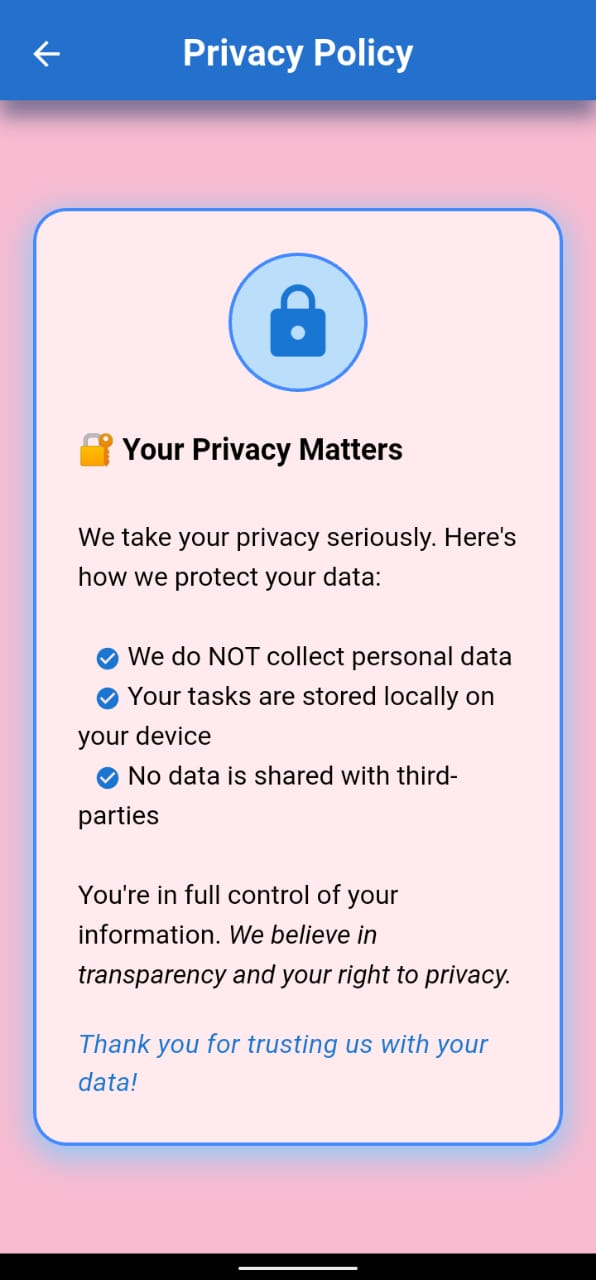 Privacy Policy
🔐 Your Privacy Matters
We take your privacy seriously. Here's
how we protect your data:
We do NOT collect personal data
Your tasks are stored locally on
your device
No data is shared with third-
parties
You're in full control of your
information. We believe in
transparency and your right to privacy.
Thank you for trusting us with your
data!